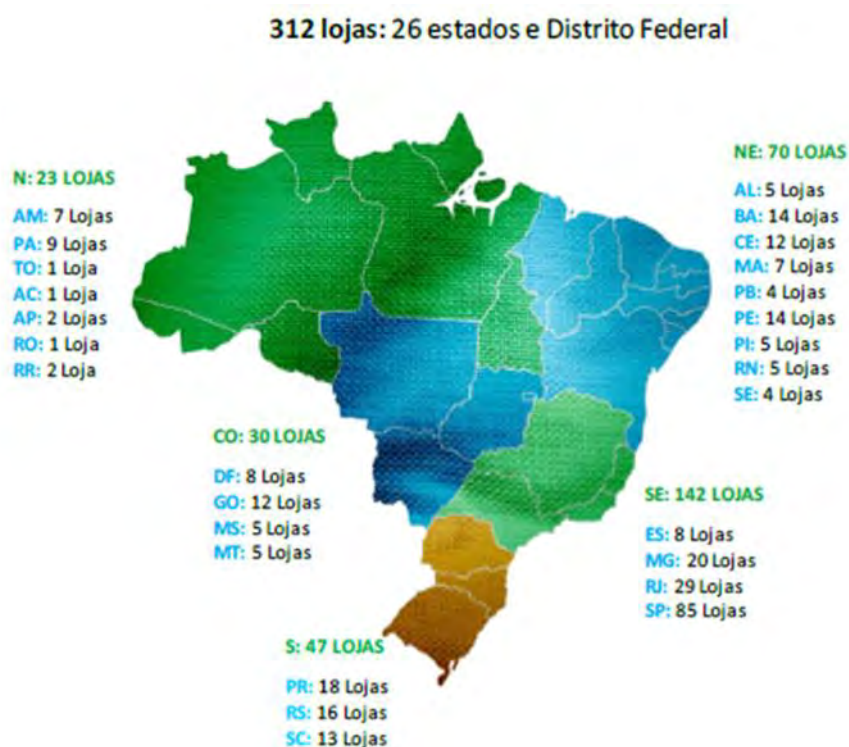 312 lojas: 26 estados e Distrito Federal
N: 23 LOJAS
AM: 7 Lojas
PA: 9 Lojas
TO: 1 Loja
AC: 1 Loja
AP: 2 Lojas
RO: 1 Loja
RR: 2 Loja
NE: 70 LOJAS
AL: 5 Lojas
BA: 14 Lojas
CE: 12 Lojas
MA: 7 Lojas
PB: 4 Lojas
PE: 14 Lojas
PI: 5 Lojas
RN: 5 Lojas
SE: 4 Lojas
CO: 30 LOJAS
DF: 8 Lojas
GO: 12 Lojas
MS: 5 Lojas
MT: 5 Lojas
SE: 142 LOJAS
ES: 8 Lojas
MG: 20 Lojas
RJ: 29 Lojas
SP: 85 Lojas
S: 47 LOJAS
PR: 18 Lojas
RS: 16 Lojas
SC: 13 Lojas